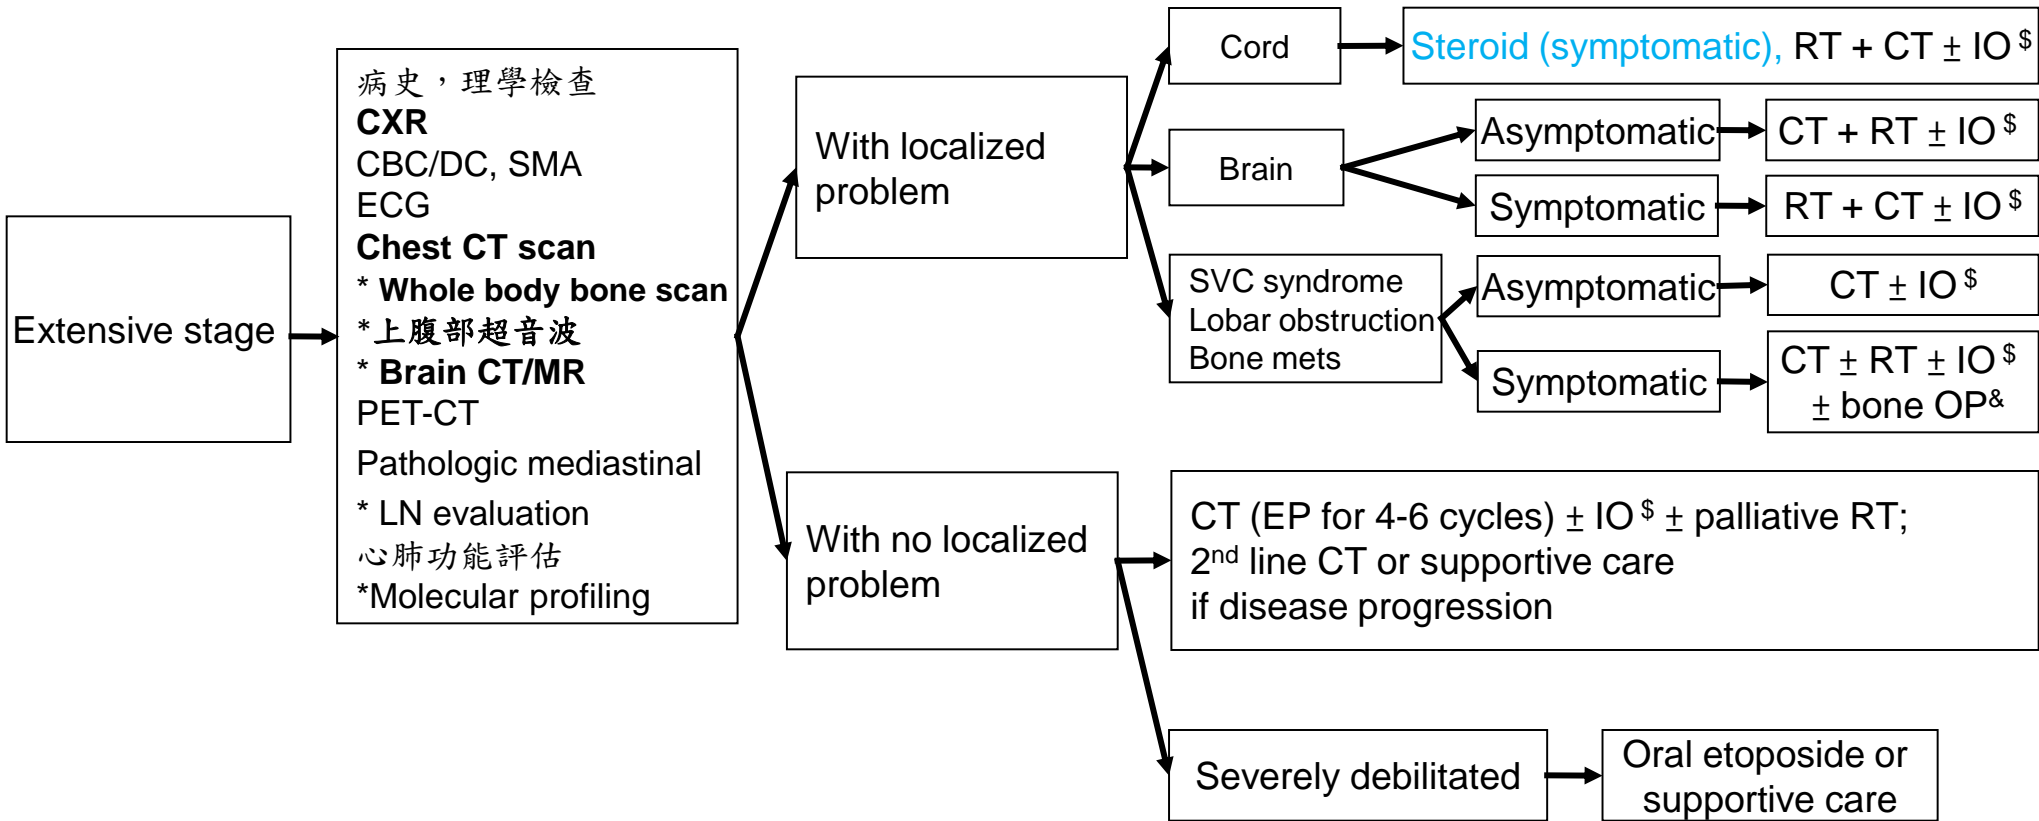 Extensive stage
病史，理學檢查
CXR
CBC/DC, SMA
ECG
Chest CT scan
* Whole body bone scan
*上腹部超音波
* Brain CT/MR
PET-CT
Pathologic mediastinal
* LN evaluation
心肺功能評估
*Molecular profiling
With localized
problem
Cord
Steroid (symptomatic), RT + CT ± IO $
Brain
Asymptomatic
CT + RT ± IO $
Symptomatic
RT + CT ± IO $
SVC syndrome
Lobar obstruction
Bone mets
Asymptomatic
CT ± IO $
Symptomatic
CT ± RT ± IO $
± bone OP&
With no localized
problem
CT (EP for 4-6 cycles) ± IO $ ± palliative RT;
2nd line CT or supportive care
if disease progression
Severely debilitated
Oral etoposide or
supportive care